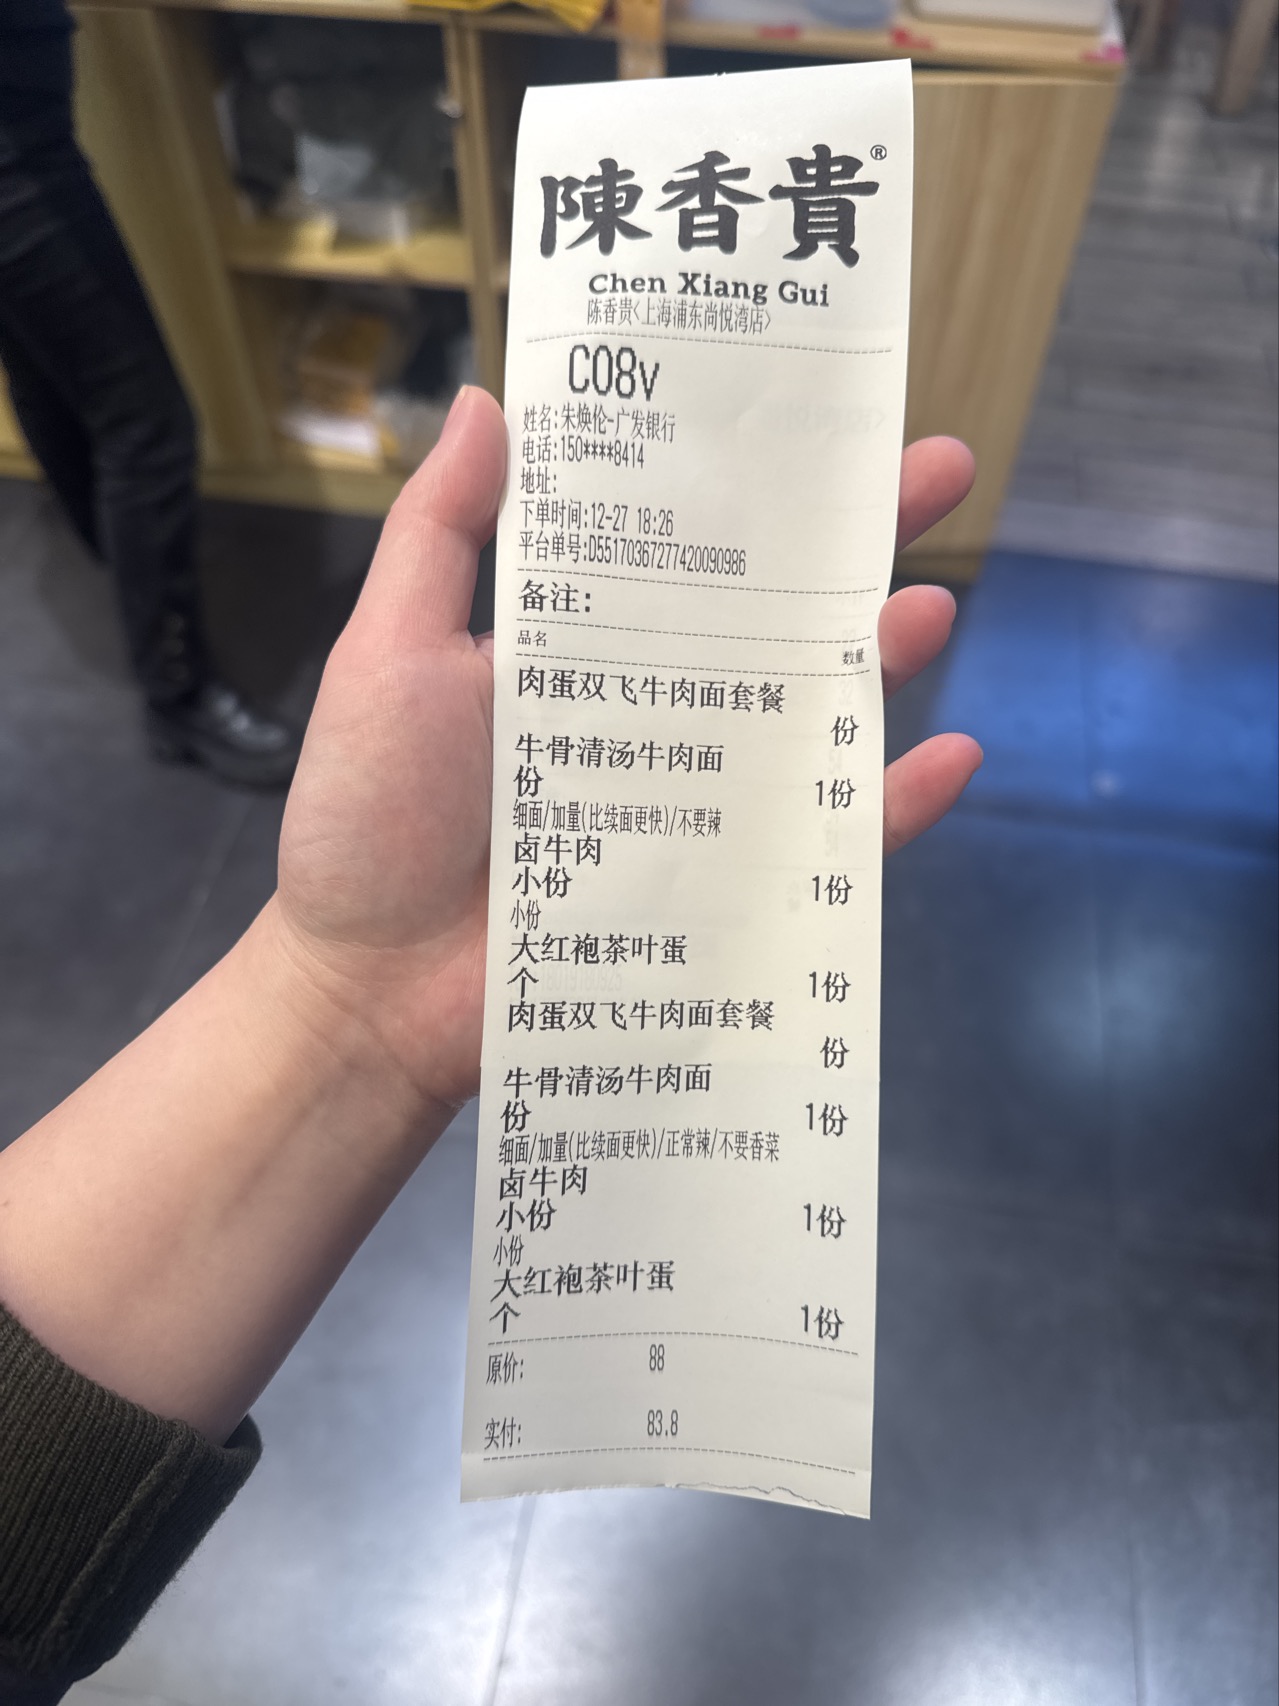 陳香貴®
Chen Xiang Gui
陈香贵<上海浦东尚悦湾店>
C08v
姓名:朱焕伦-广发银行
电话:150****8414
地址:
下单时间:12-27 18:26
平台单号:D55170367277420090986
备注:
品名 数量
肉蛋双飞牛肉面套餐
份
牛骨清汤牛肉面
份 1份
细面/加量(比续面更快)/不要辣
卤牛肉
小份 1份
小份
大红袍茶叶蛋
个 1份
肉蛋双飞牛肉面套餐
份
牛骨清汤牛肉面
份 1份
细面/加量(比续面更快)/正常辣/不要香菜
卤牛肉
小份 1份
小份
大红袍茶叶蛋
个 1份
原价: 88
实付: 83.8